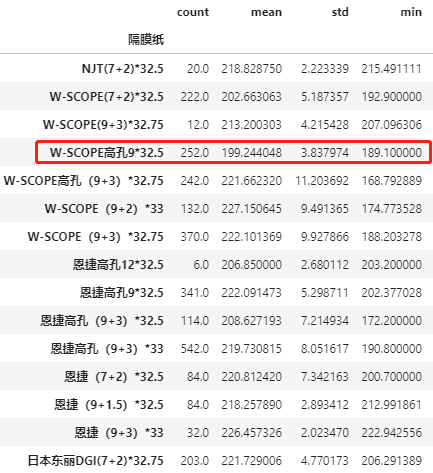 count mean std min
隔膜纸
NJT(7+2)*32.5 20.0 218.828750 2.223339 215.491111
W-SCOPE(7+2)*32.5 222.0 202.663063 5.187357 192.900000
W-SCOPE(9+3)*32.75 12.0 213.200303 4.215428 207.096306
W-SCOPE高孔9*32.5 252.0 199.244048 3.837974 189.100000
W-SCOPE高孔（9+3）*32.75 242.0 221.662320 11.203692 168.792889
W-SCOPE（9+2）*33 132.0 227.150645 9.491365 174.773528
W-SCOPE（9+3）*32.75 370.0 222.101369 9.927866 188.203278
恩捷高孔12*32.5 6.0 206.850000 2.680112 203.200000
恩捷高孔9*32.5 341.0 222.091473 5.298711 202.377028
恩捷高孔（9+3）*32.5 114.0 208.627193 7.214934 172.200000
恩捷高孔（9+3）*33 542.0 219.730815 8.051617 190.800000
恩捷（7+2）*32.5 84.0 220.812420 7.342163 200.700000
恩捷（9+1.5）*32.5 84.0 218.257890 2.893412 212.991861
恩捷（9+3）*33 32.0 226.457326 2.023470 222.942556
日本东丽DGI(7+2)*32.75 203.0 221.729006 4.770173 206.291389